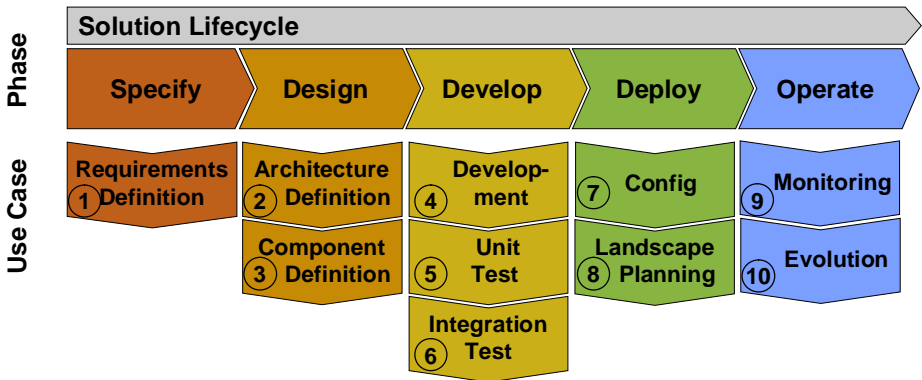 Solution Lifecycle
Phase
Specify
Design
Develop
Deploy
Operate
Use Case
Requirements
1 Definition
Architecture
2 Definition
Component
3 Definition
Develop-
4 ment
Unit
5 Test
Integration
6 Test
7 Config
Landscape
8 Planning
9 Monitoring
10 Evolution